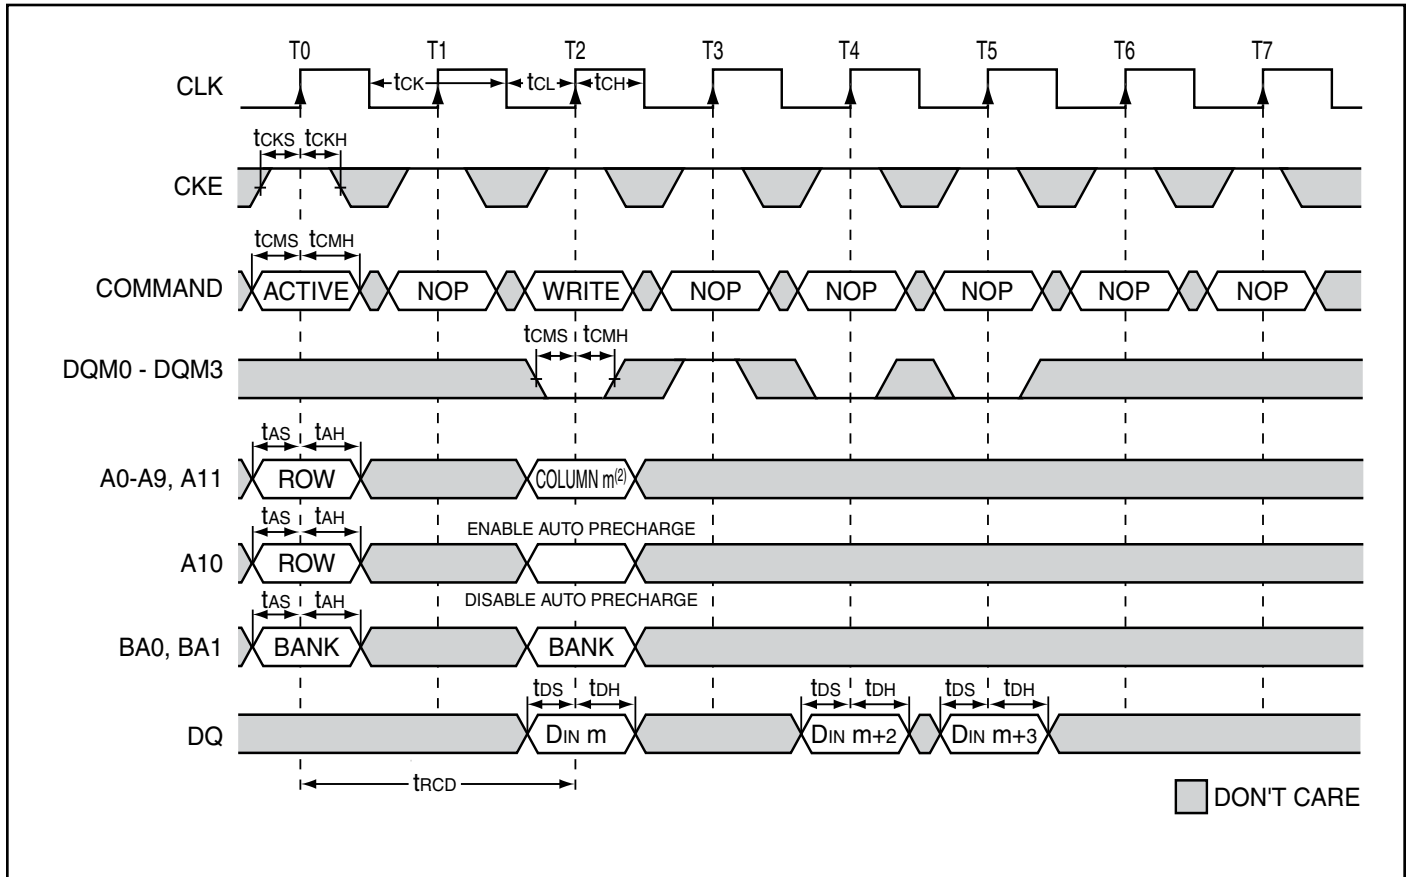 T0 T1 T2 T3 T4 T5 T6 T7
CLK tCK tCL tCH
tCKS tCKH
CKE
tCMS tCMH
COMMAND ACTIVE NOP WRITE NOP NOP NOP NOP NOP
tCMS tCMH
DQM0 - DQM3
tAS tAH
A0-A9, A11 ROW COLUMN m(2)
tAS tAH ENABLE AUTO PRECHARGE
A10 ROW
tAS tAH DISABLE AUTO PRECHARGE
BA0, BA1 BANK BANK
tDS tDH tDS tDH tDS tDH
DQ DIN m DIN m+2 DIN m+3
tRCD
DON'T CARE